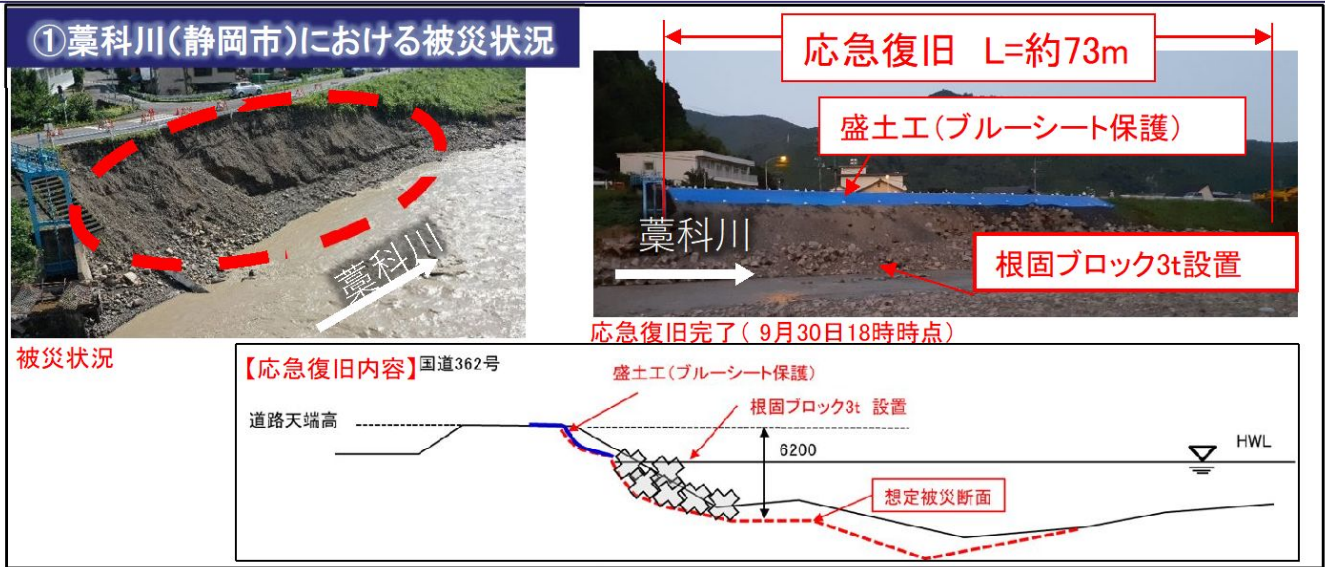 ①藁科川(静岡市)における被災状況
藁科川
被災状況
応急復旧 L=約73m
盛土工(ブルーシート保護)
藁科川
根固ブロック3t設置
応急復旧完了( 9月30日18時時点)
【応急復旧内容】国道362号
盛土工(ブルーシート保護)
根固ブロック3t 設置
道路天端高
6200
HWL
想定被災断面